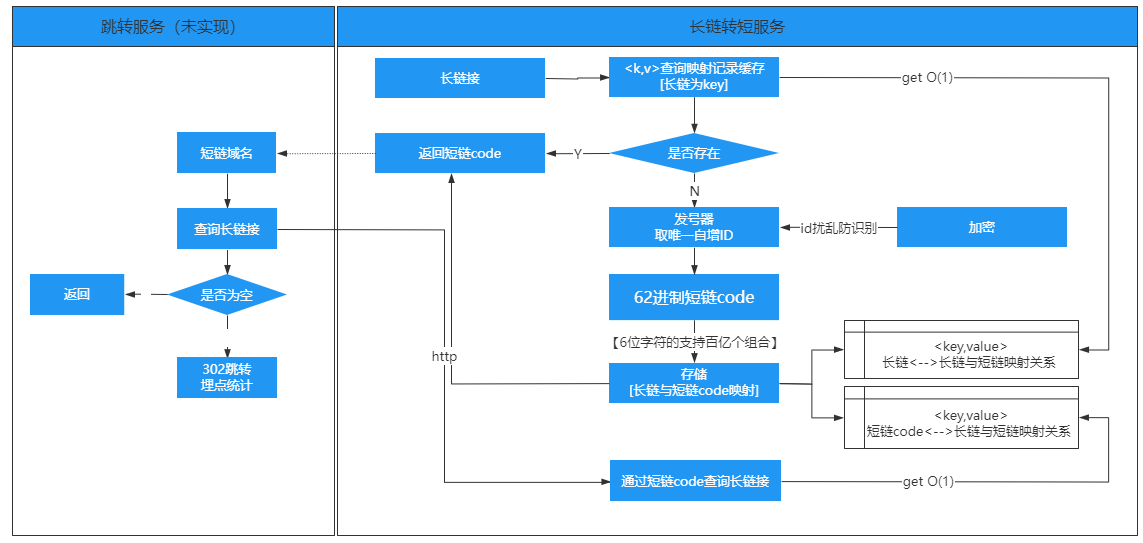 跳转服务（未实现）
长链转短服务
长链接
<k,v>查询映射记录缓存
[长链为key]
get O(1)
短链域名
返回短链code
Y
是否存在
N
查询长链接
发号器
取唯一自增ID
id扰乱防识别
加密
返回
是否为空
62进制短链code
【6位字符的支持百亿个组合】
http
302跳转
埋点统计
存储
[长链与短链code映射]
<key,value>
长链<-->长链与短链映射关系
<key,value>
短链code<-->长链与短链映射关系
通过短链code查询长链接
get O(1)